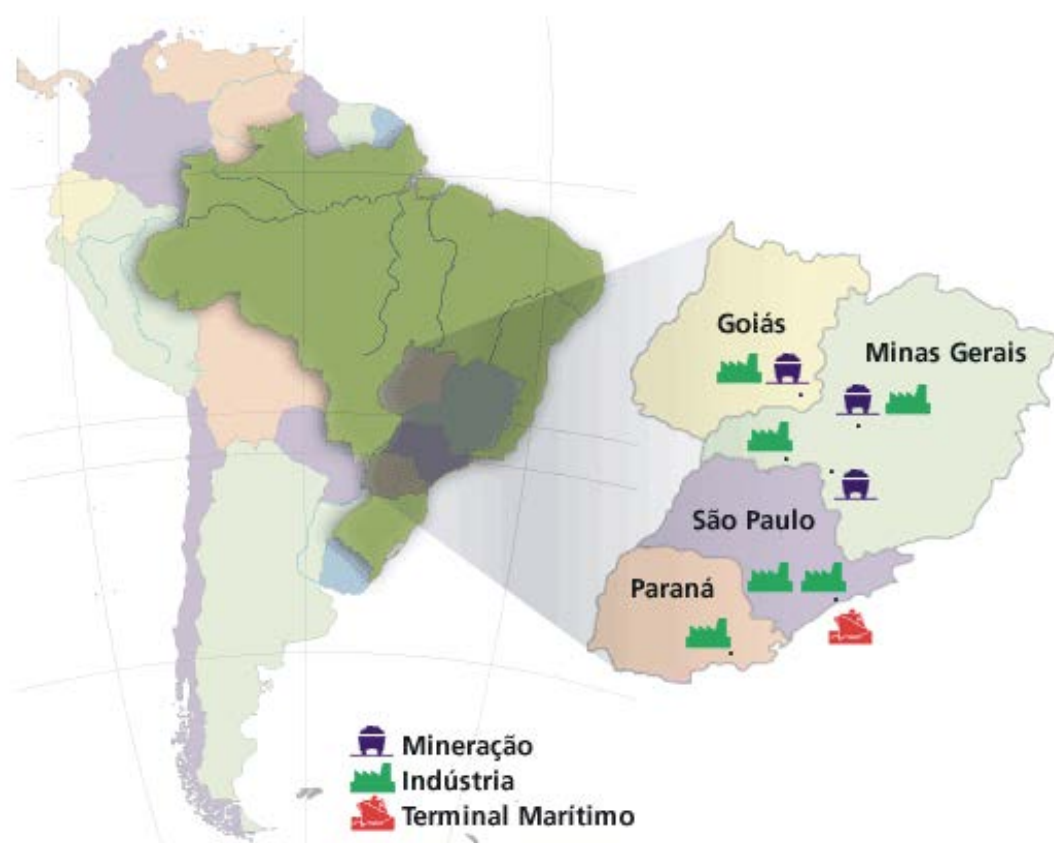 Goiás
Minas Gerais
São Paulo
Paraná
Mineração
Indústria
Terminal Marítimo